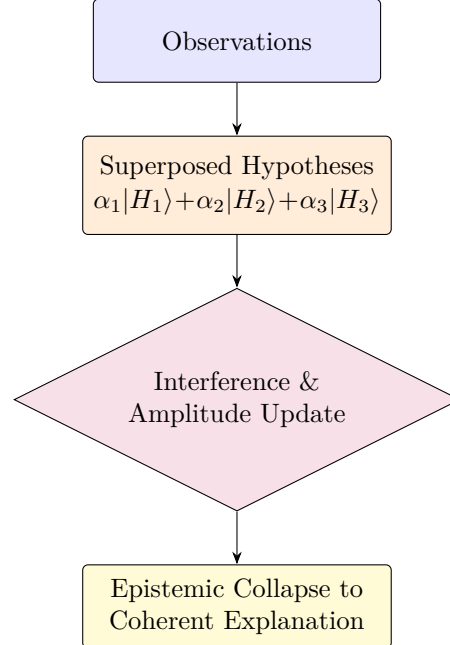 Observations
Superposed Hypotheses
α₁|H₁⟩+α₂|H₂⟩+α₃|H₃⟩
Interference &
Amplitude Update
Epistemic Collapse to
Coherent Explanation